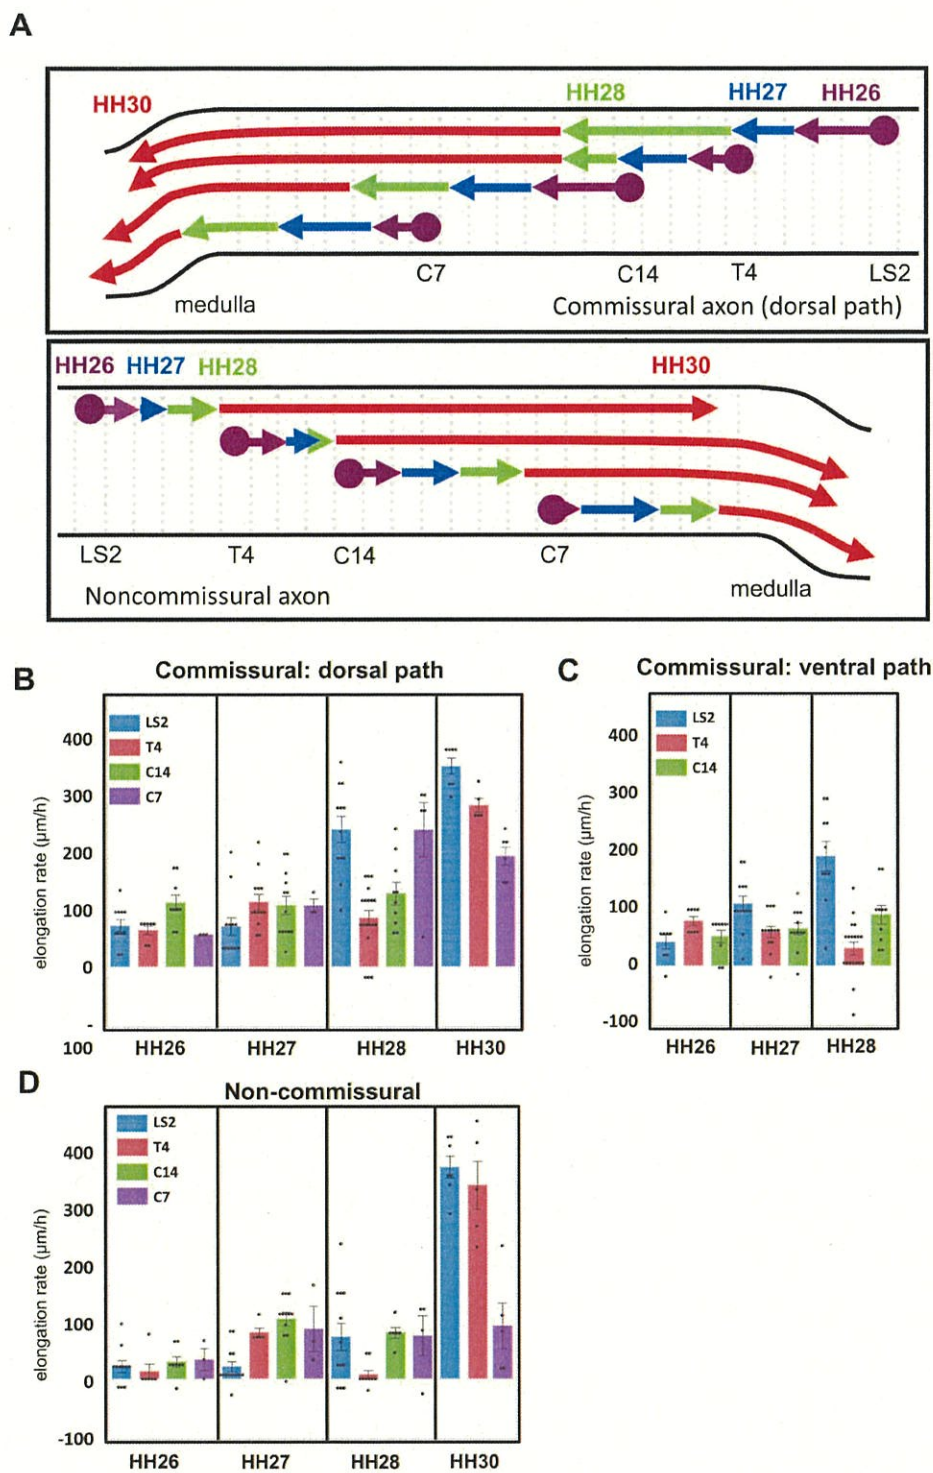 A
HH30
HH28
HH27
HH26
C7
C14
T4
LS2
medulla
Commissural axon (dorsal path)
HH26
HH27
HH28
HH30
LS2
T4
C14
C7
medulla
Noncommissural axon
B
Commissural: dorsal path
LS2
T4
C14
C7
400
300
200
100
0
-
100
elongation rate (µm/h)
HH26
HH27
HH28
HH30
C
Commissural: ventral path
LS2
T4
C14
400
300
200
100
0
-100
elongation rate (µm/h)
HH26
HH27
HH28
D
Non-commissural
LS2
T4
C14
C7
400
300
200
100
0
-100
elongation rate (µm/h)
HH26
HH27
HH28
HH30